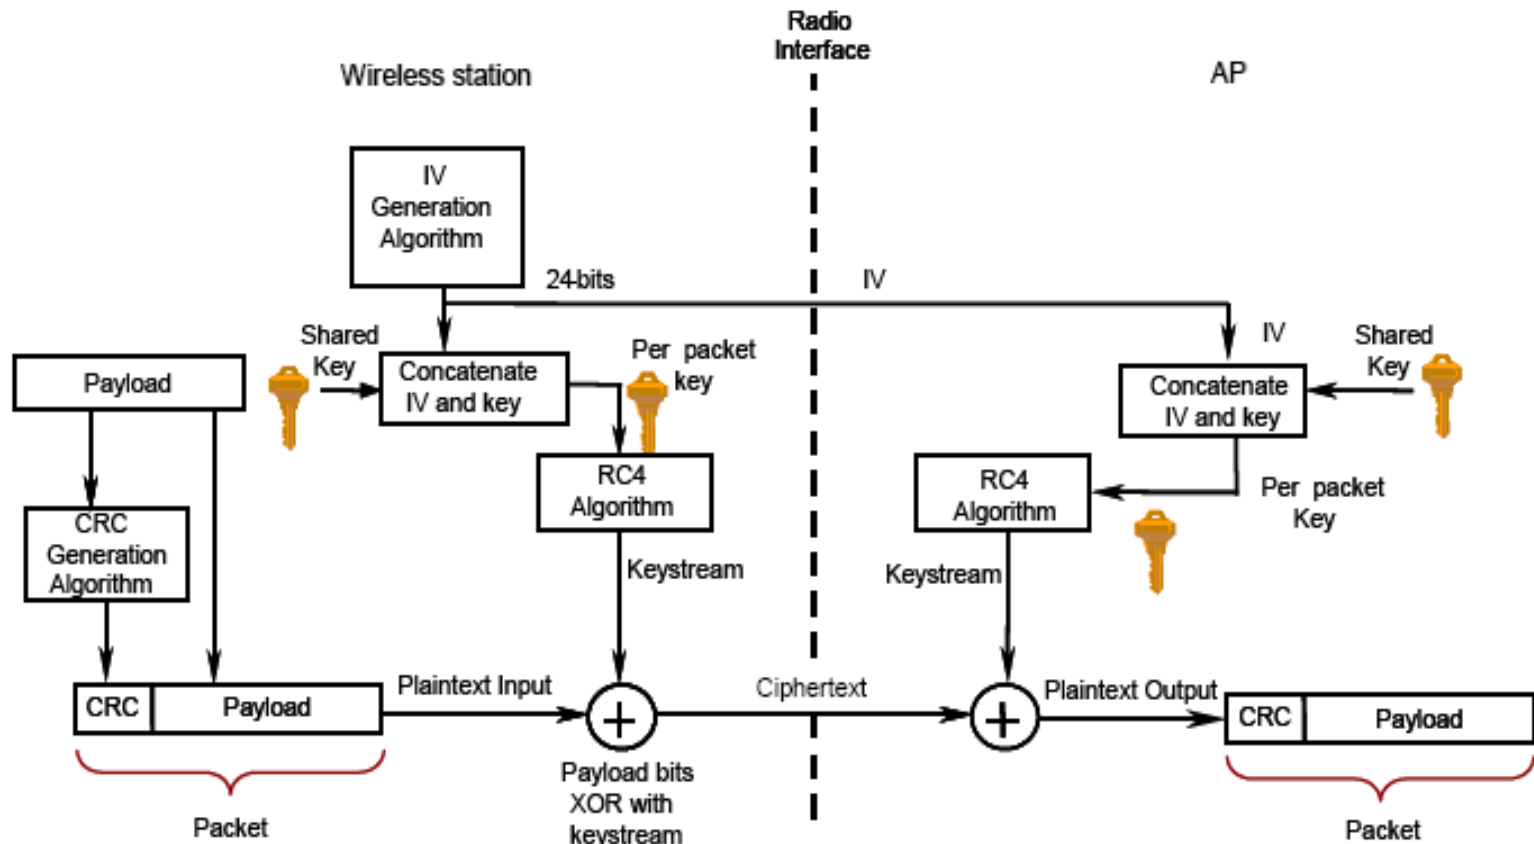 Radio
Interface
Wireless station
AP
IV
Generation
Algorithm
24-bits
IV
Shared
Key
Per packet
key
IV
Shared
Key
Payload
Concatenate
IV and key
Concatenate
IV and key
RC4
Algorithm
RC4
Algorithm
Per packet
Key
CRC
Generation
Algorithm
Keystream
Keystream
CRC
Payload
Plaintext Input
+
Ciphertext
+
Plaintext Output
CRC
Payload
Payload bits
XOR with
keystream
Packet
Packet